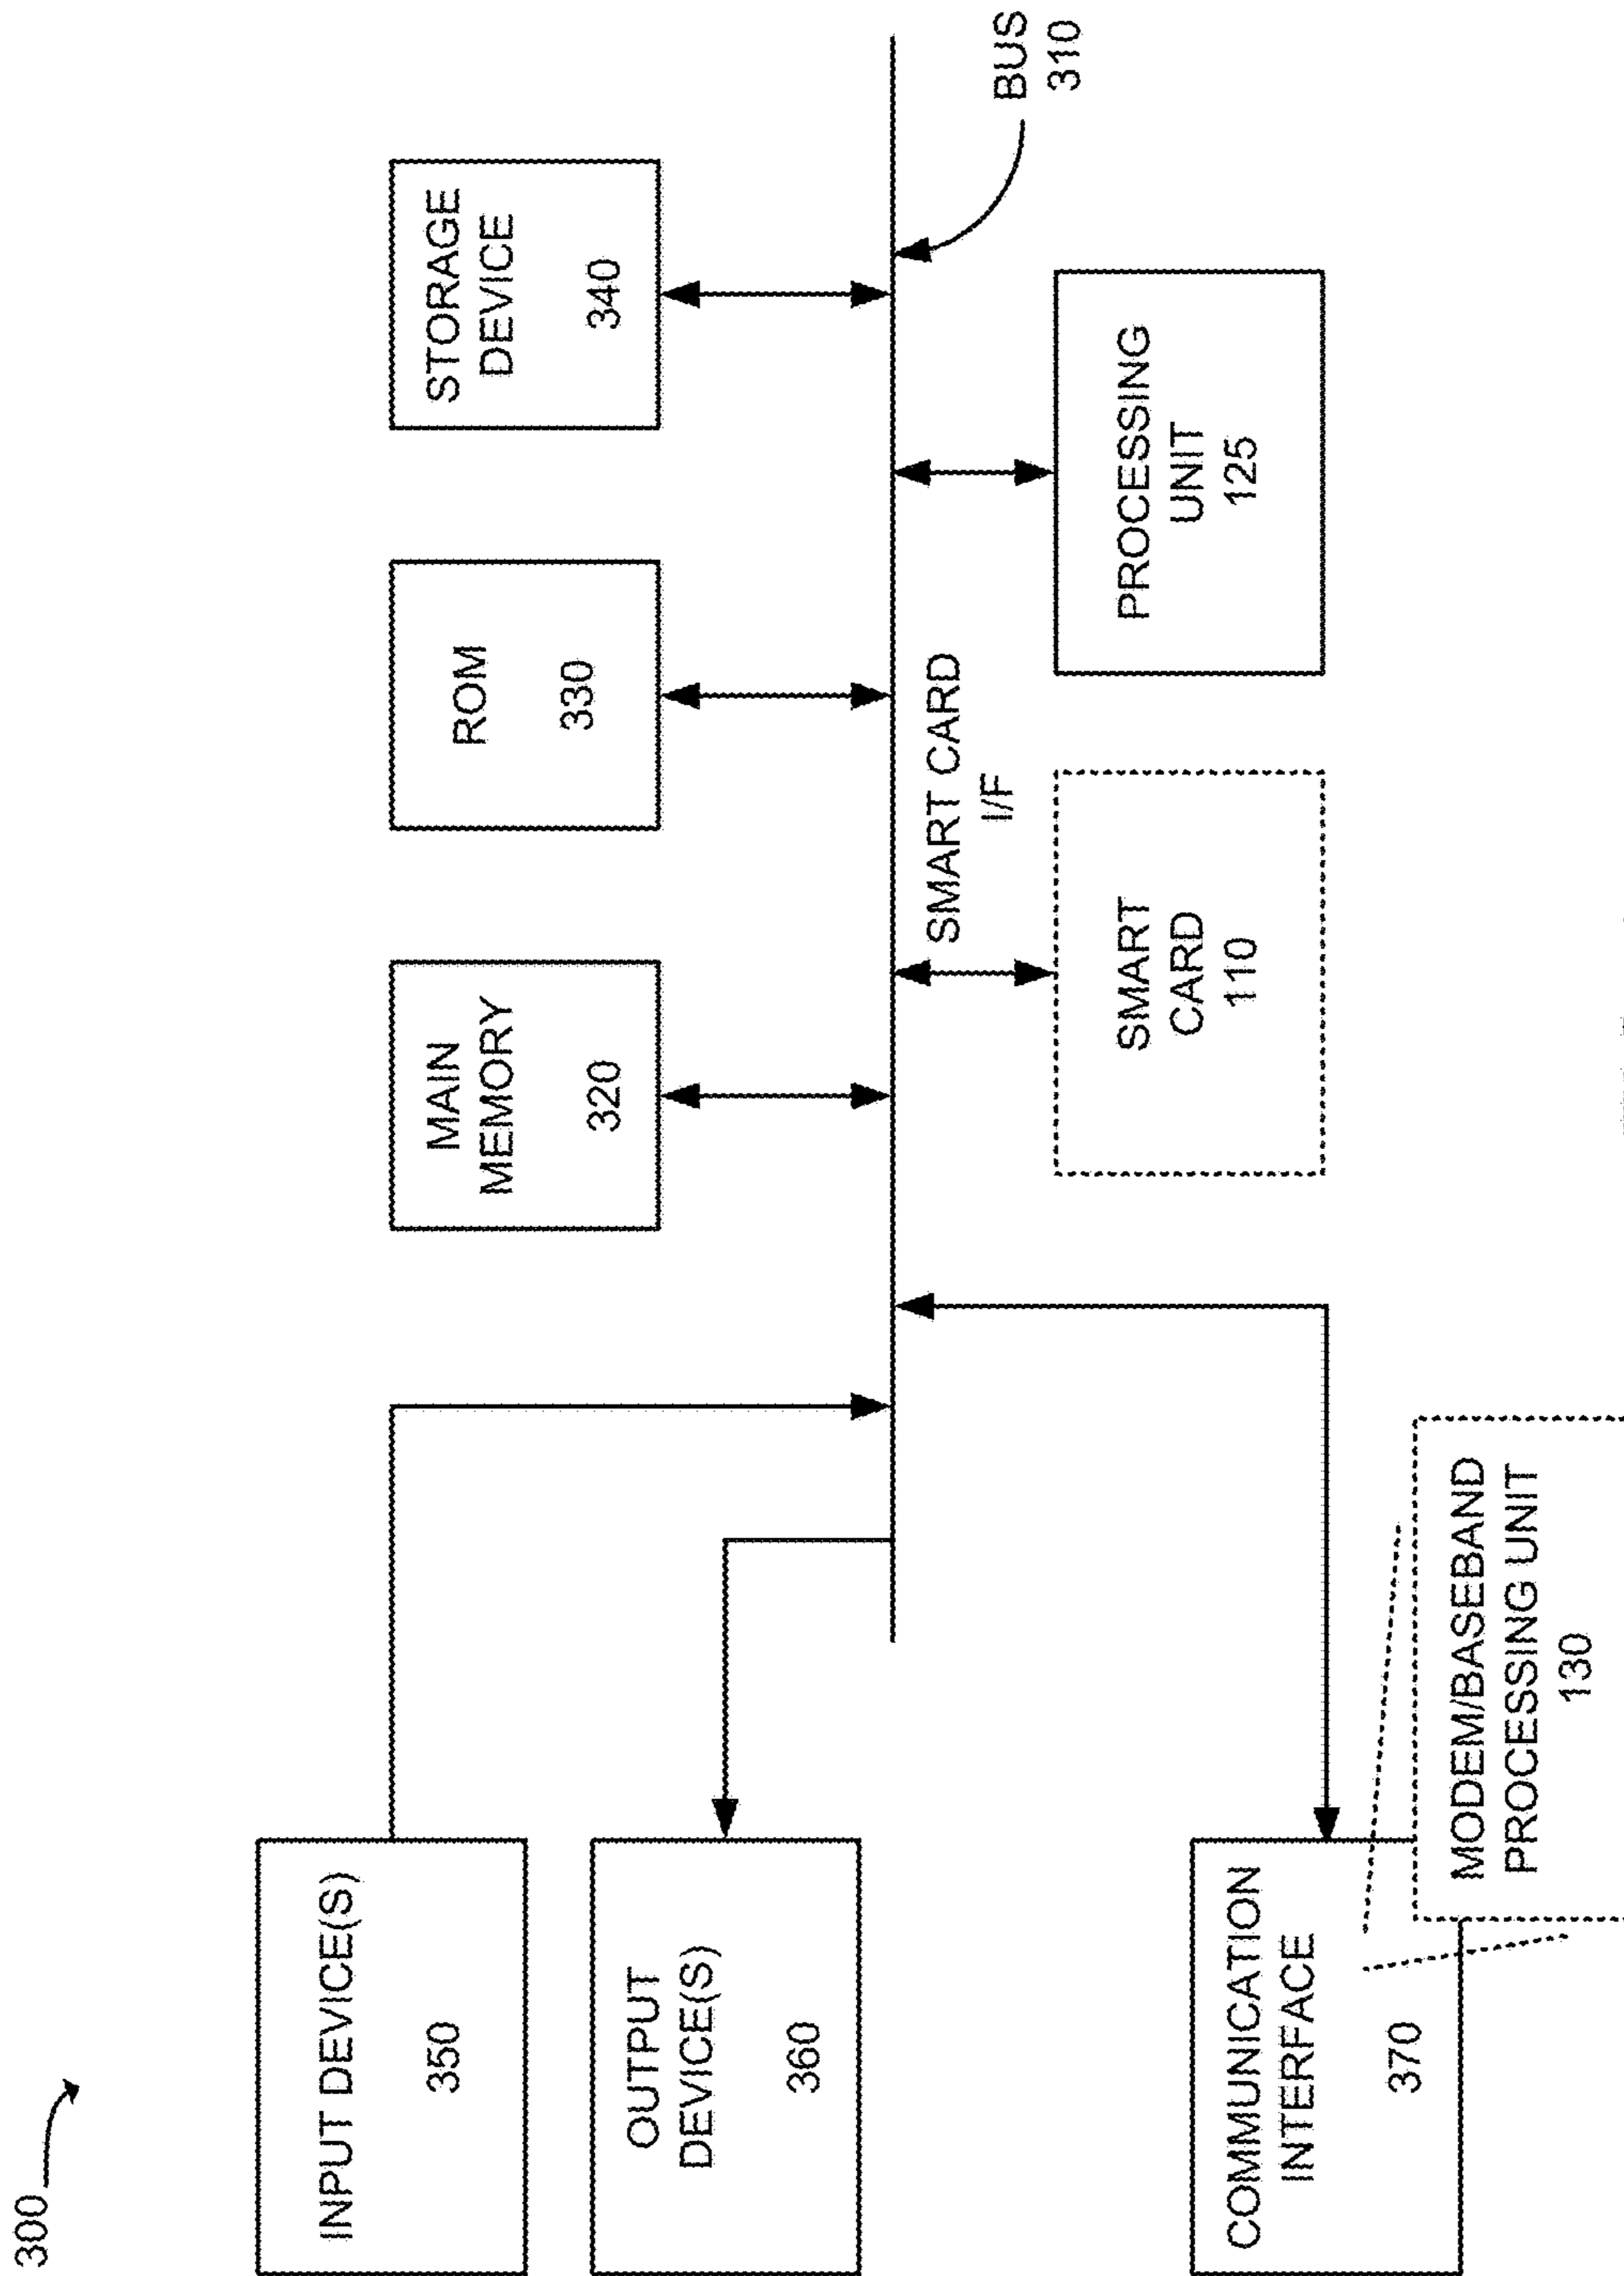 300
INPUT DEVICE(S)
350
OUTPUT
DEVICE(S)
360
COMMUNICATION
INTERFACE
370
MODEM/BASEBAND
PROCESSING UNIT
130
MAIN
MEMORY
320
ROM
330
STORAGE
DEVICE
340
BUS
310
SMART CARD
I/F
SMART
CARD
110
PROCESSING
UNIT
125